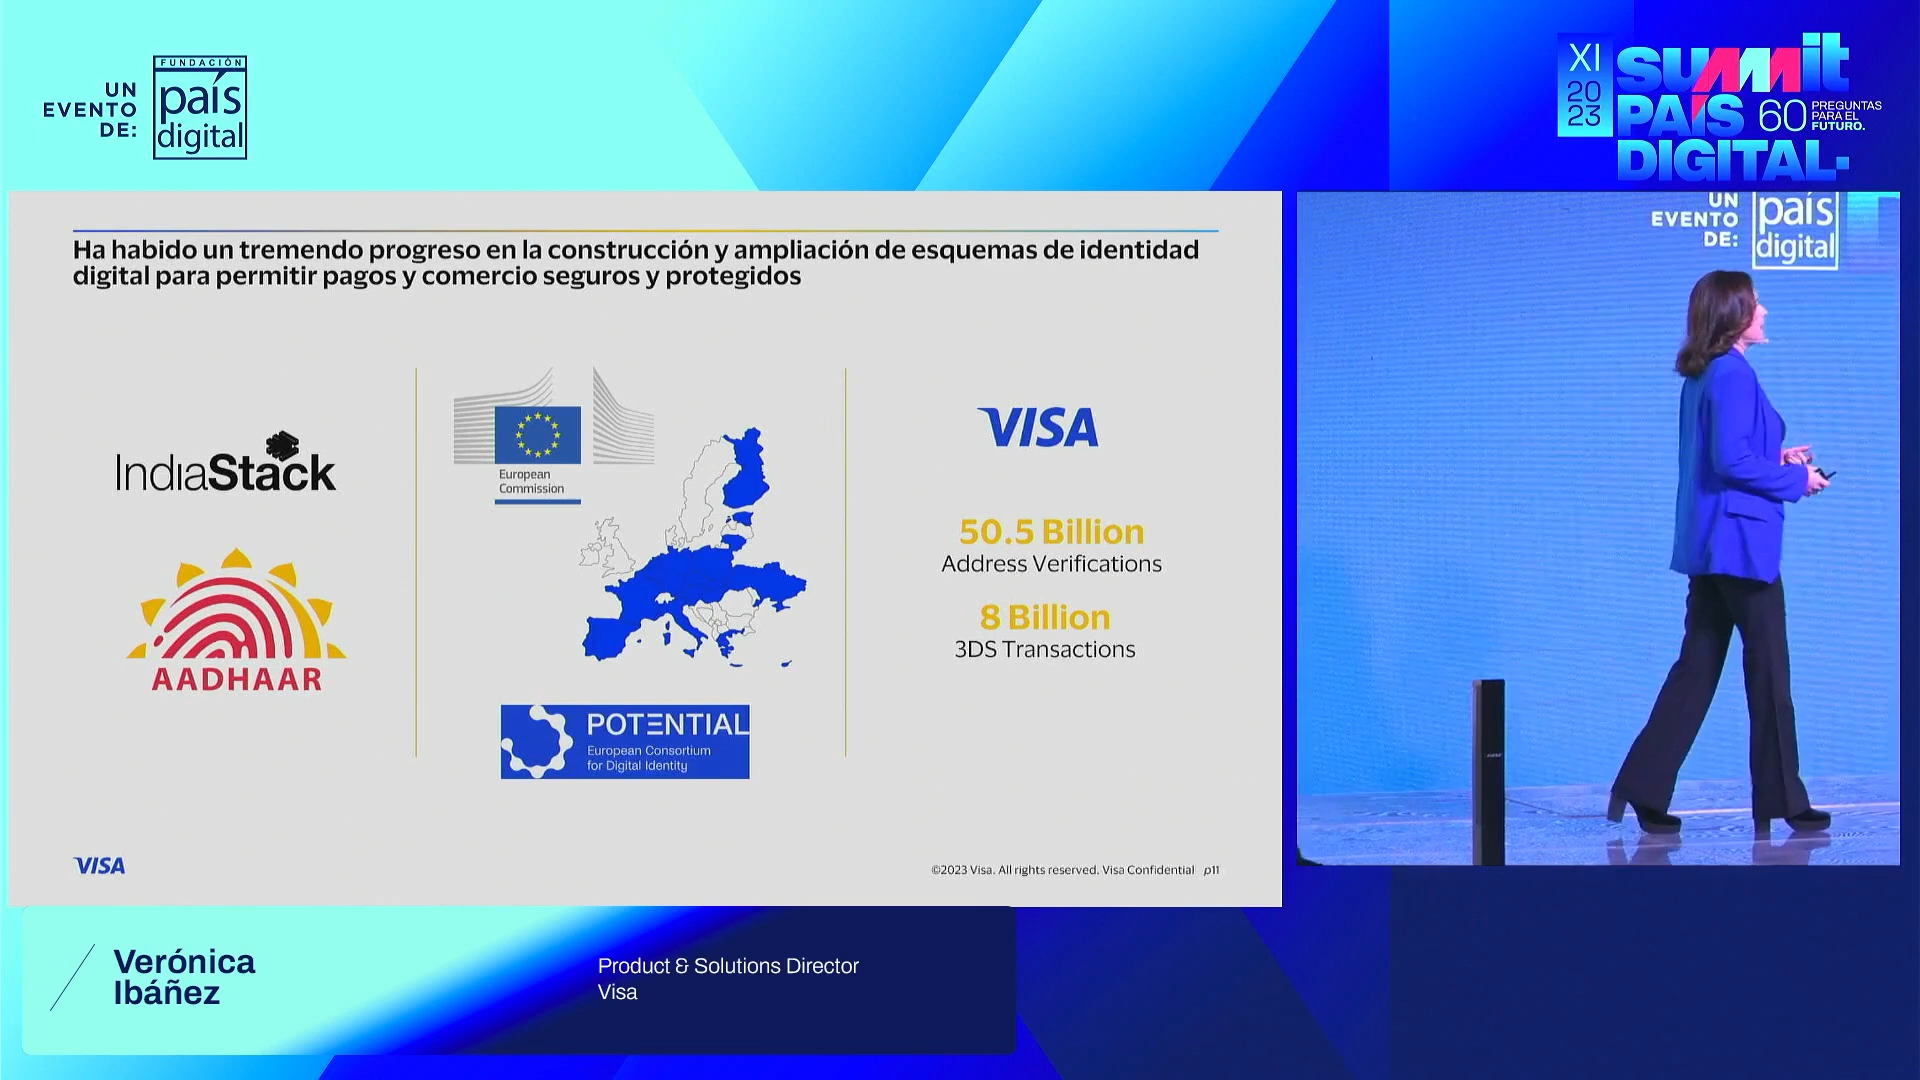 UN
EVENTO
DE:
FUNDACIÓN
país
digital
XI
20
23
summit
PAÍS
DIGITAL
60
PREGUNTAS
PARA EL
FUTURO.
Ha habido un tremendo progreso en la construcción y ampliación de esquemas de identidad
digital para permitir pagos y comercio seguros y protegidos
IndiaStack
AADHAAR
European
Commission
POTENTIAL
European Consortium
for Digital Identity
VISA
50.5 Billion
Address Verifications
8 Billion
3DS Transactions
VISA
©2023 Visa. All rights reserved. Visa Confidential p11
UN
EVENTO
DE:
país
digital
Verónica
Ibáñez
Product & Solutions Director
Visa